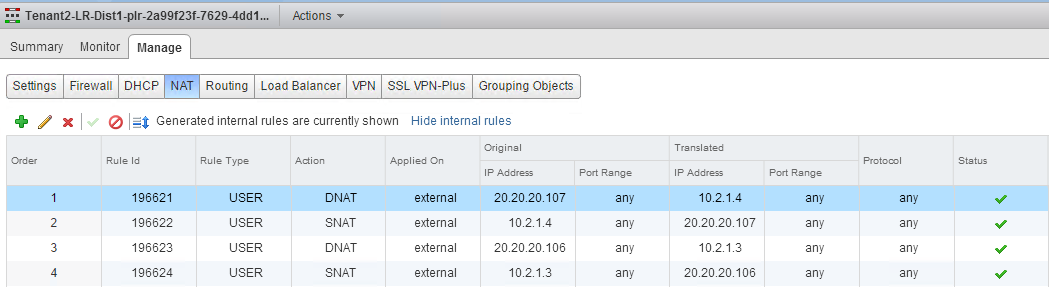 Tenant2-LR-Dist1-plr-2a99f23f-7629-4dd1... Actions
Summary Monitor Manage
Settings Firewall DHCP NAT Routing Load Balancer VPN SSL VPN-Plus Grouping Objects
Generated internal rules are currently shown Hide internal rules
Order Rule Id Rule Type Action Applied On Original Translated Protocol Status
IP Address Port Range IP Address Port Range
1 196621 USER DNAT external 20.20.20.107 any 10.2.1.4 any any
2 196622 USER SNAT external 10.2.1.4 any 20.20.20.107 any any
3 196623 USER DNAT external 20.20.20.106 any 10.2.1.3 any any
4 196624 USER SNAT external 10.2.1.3 any 20.20.20.106 any any